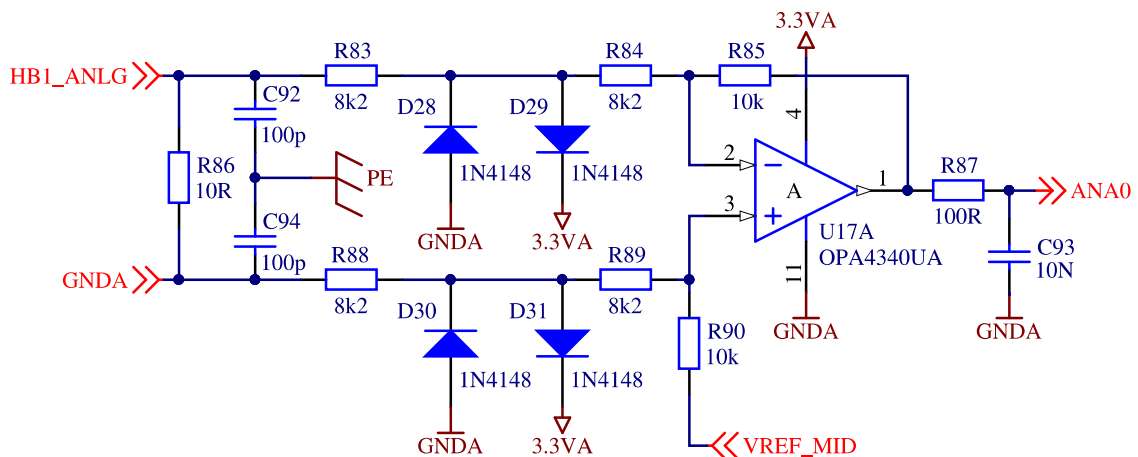 3.3VA
HB1_ANLG
R83
8k2
R84
8k2
R85
10k
C92
100p
D28
1N4148
D29
1N4148
4
R86
10R
PE
2
A
3
1
R87
100R
ANA0
C94
100p
GNDA
3.3VA
U17A
OPA4340UA
11
C93
10N
GNDA
R88
8k2
R89
8k2
D30
1N4148
D31
1N4148
R90
10k
GNDA
GNDA
GNDA
3.3VA
VREF_MID